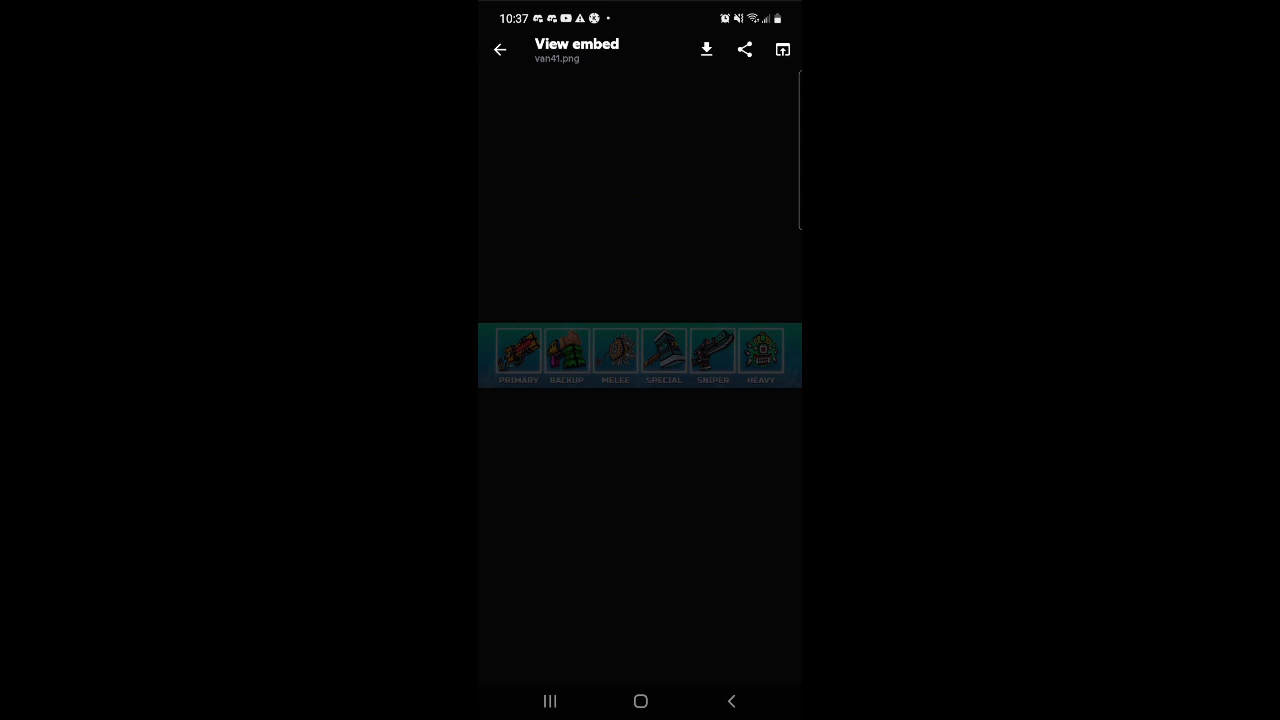 10:37
View embed
van41.png
PRIMARY BACKUP MELEE SPECIAL SNIPER HEAVY